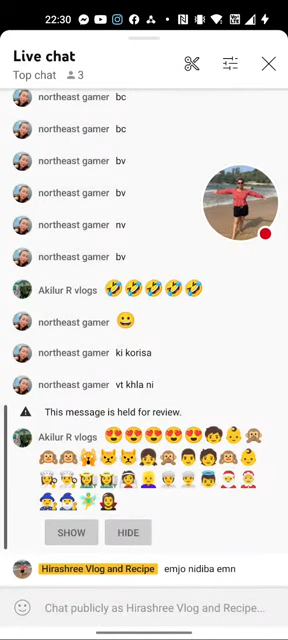 22:30
Live chat
Top chat 3
northeast gamer bc
northeast gamer bc
northeast gamer bv
northeast gamer bv
northeast gamer nv
northeast gamer bv
Akilur R vlogs 🤣🤣🤣🤣🤣
northeast gamer 😀
northeast gamer ki korisa
northeast gamer vt khla ni
This message is held for review.
Akilur R vlogs
SHOW HIDE
Hirashree Vlog and Recipe emjo nidiba emn
Chat publicly as Hirashree Vlog and Recipe...